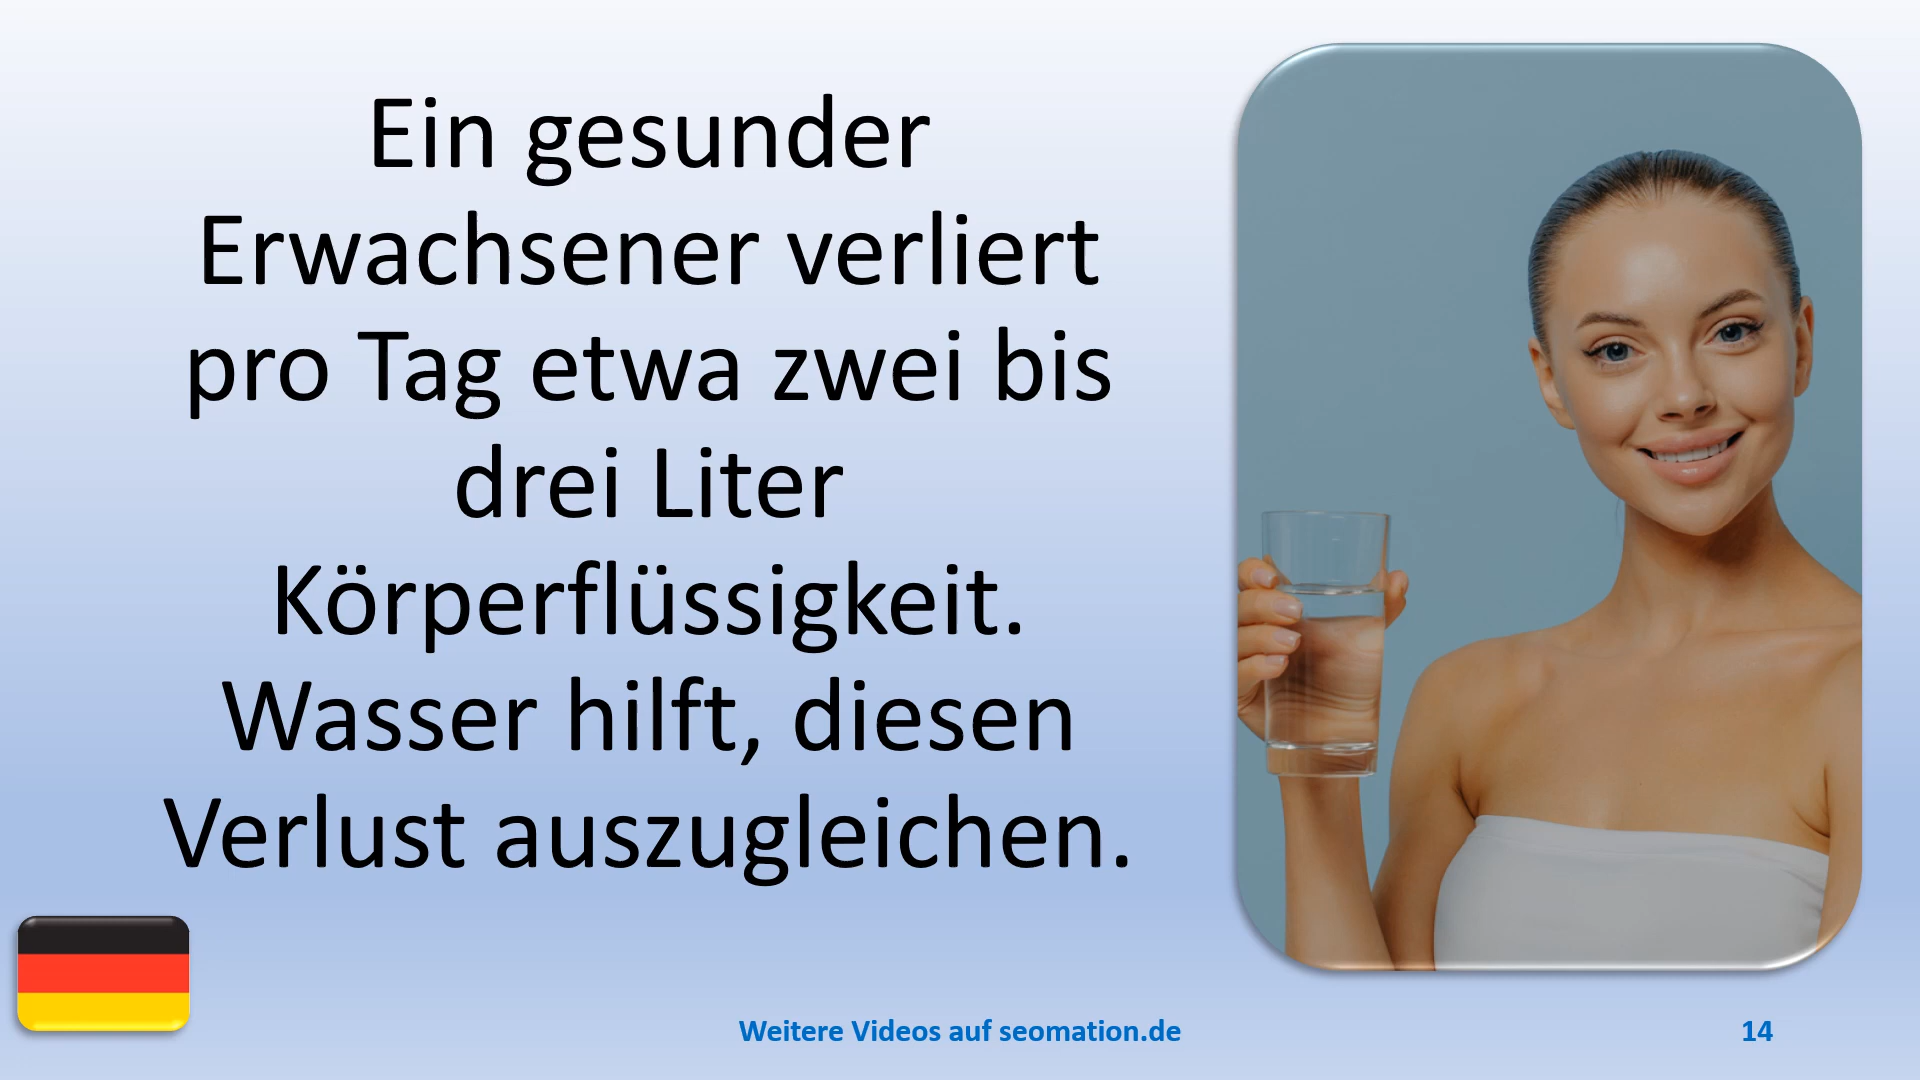 Ein gesunder
Erwachsener verliert
pro Tag etwa zwei bis
drei Liter
Körperflüssigkeit.
Wasser hilft, diesen
Verlust auszugleichen.
Weitere Videos auf seomation.de
14